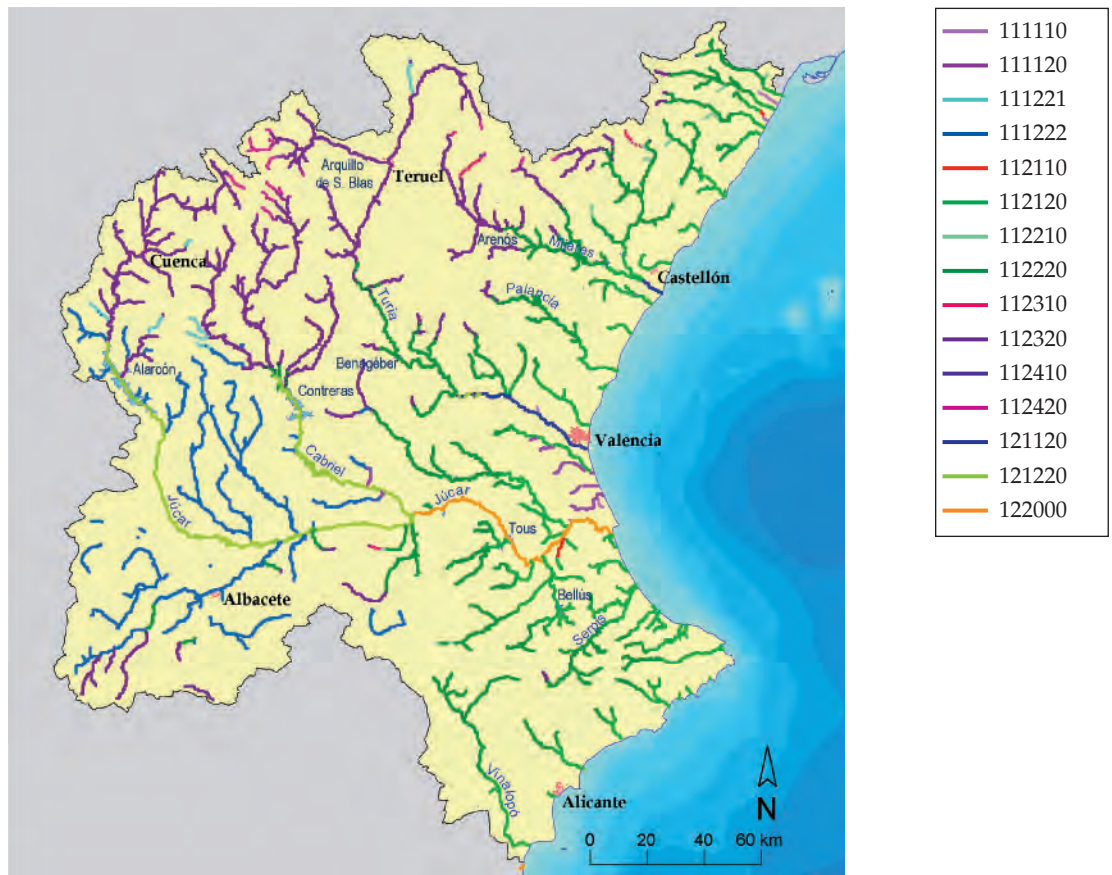 Arquillo
de S. Blas
Teruel
Cuenca
Arenós
Mijares
Castellón
Palancia
Turia
Alarcón
Benagéber
Contreras
Valencia
Cabriel
Júcar
Júcar
Tous
Albacete
Bellús
Serpis
Vinalopó
Alicante
N
0 20 40 60 km
111110
111120
111221
111222
112110
112120
112210
112220
112310
112320
112410
112420
121120
121220
122000